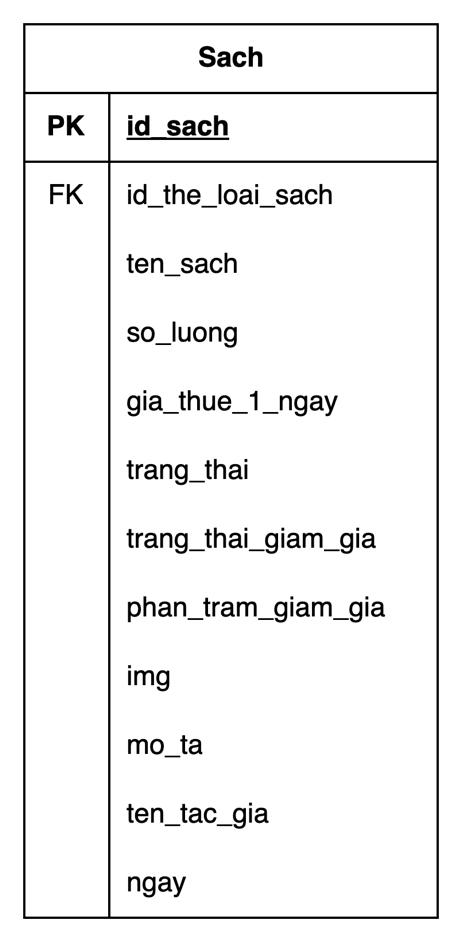 Sach
PK id_sach
FK id_the_loai_sach
ten_sach
so_luong
gia_thue_1_ngay
trang_thai
trang_thai_giam_gia
phan_tram_giam_gia
img
mo_ta
ten_tac_gia
ngay